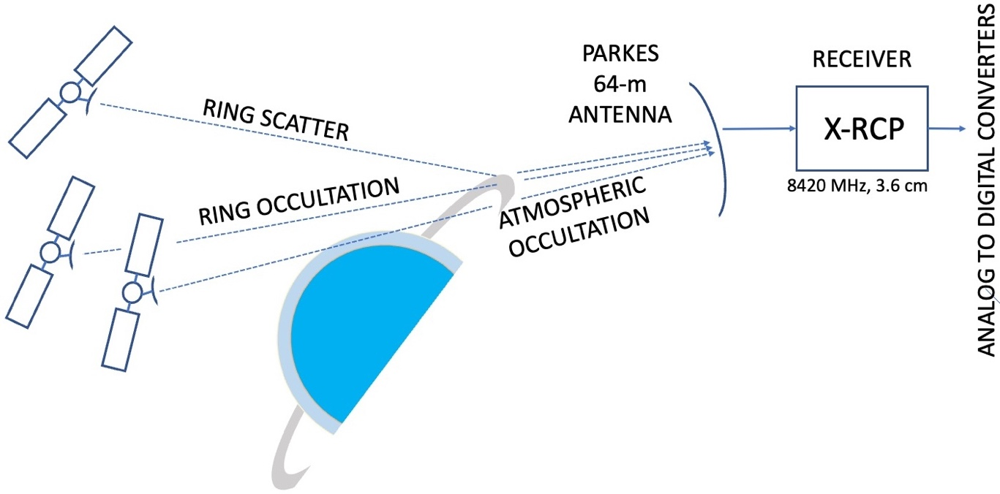 RING SCATTER
RING OCCULTATION
ATMOSPHERIC
OCCULTATION
PARKES
64-m
ANTENNA
RECEIVER
X-RCP
8420 MHz, 3.6 cm
ANALOG TO DIGITAL CONVERTERS